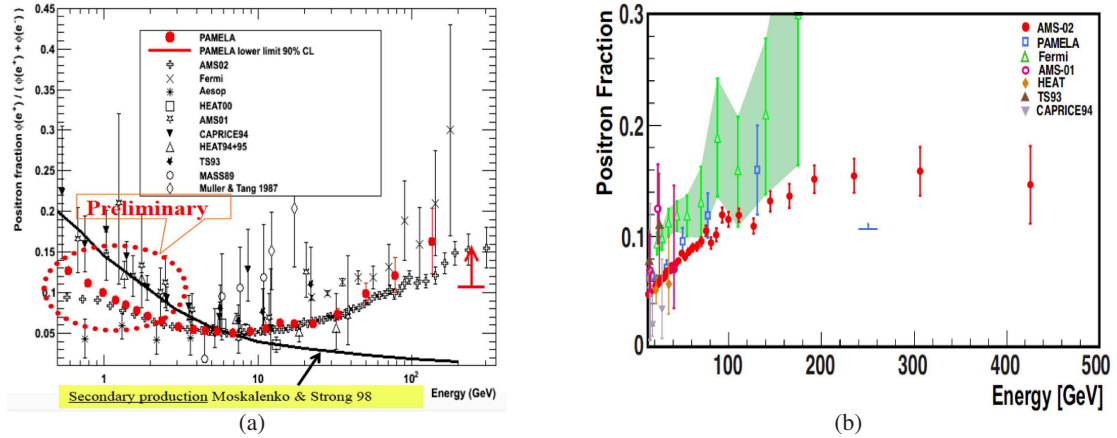 Positron fraction ϕ(e⁺) / (ϕ(e⁺) + ϕ(e⁻))
0.45
0.4
0.35
0.3
0.25
0.2
0.15
0.1
0.05
PAMELA
PAMELA lower limit 90% CL
AMS02
Fermi
Aesop
HEAT00
AMS01
CAPRICE94
HEAT94+95
TS93
MASS89
Muller & Tang 1987
Preliminary
1
10
10²
Energy (GeV)
Secondary production Moskalenko & Strong 98
(a)
Positron Fraction
0.3
0.2
0.1
0
AMS-02
PAMELA
Fermi
AMS-01
HEAT
TS93
CAPRICE94
100
200
300
400
500
Energy [GeV]
(b)